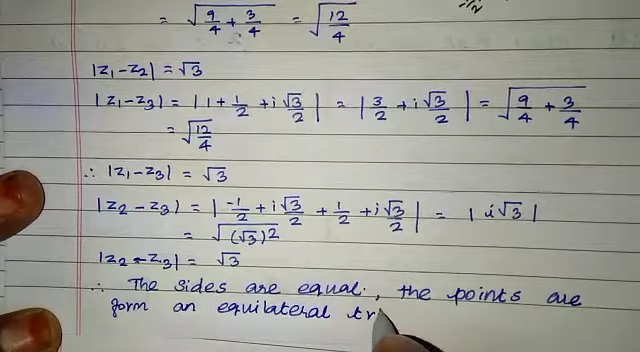 = √(9/4 + 3/4) = √(12/4)
|z₁-z₂| = √3
|z₁-z₃| = |1 + 1/2 + i√3/2| = |3/2 + i√3/2| = √(9/4 + 3/4)
= √(12/4)
∴ |z₁-z₃| = √3
|z₂-z₃| = |-1/2 + i√3/2 + 1/2 + i√3/2| = |i√3|
= √(√3)²
|z₂-z₃| = √3
∴ The sides are equal., the points are
form an equilateral tr